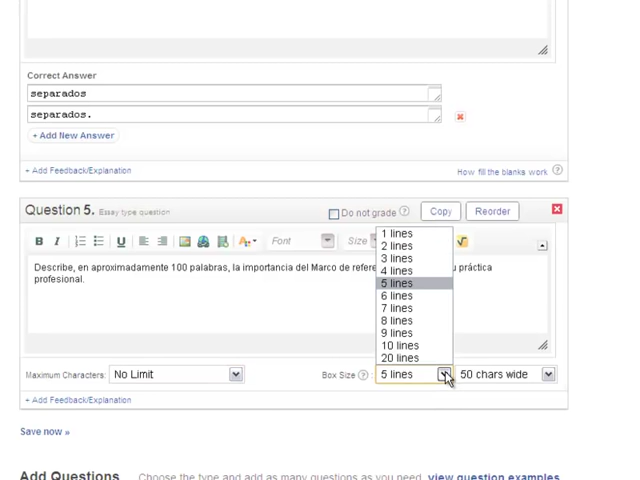 Correct Answer
separados
separados.
+ Add New Answer
+ Add Feedback/Explanation
How fill the blanks work ?
Question 5. Essay type question
Do not grade ? Copy Reorder
B I U Font Size
Describe, en aproximadamente 100 palabras, la importancia del Marco de refe
u práctica
profesional.
1 lines
2 lines
3 lines
4 lines
5 lines
6 lines
7 lines
8 lines
9 lines
10 lines
20 lines
Maximum Characters: No Limit Box Size ? : 5 lines 50 chars wide
+ Add Feedback/Explanation
Save now »
Add Questions Choose the type and add as many questions as you need. view question examples